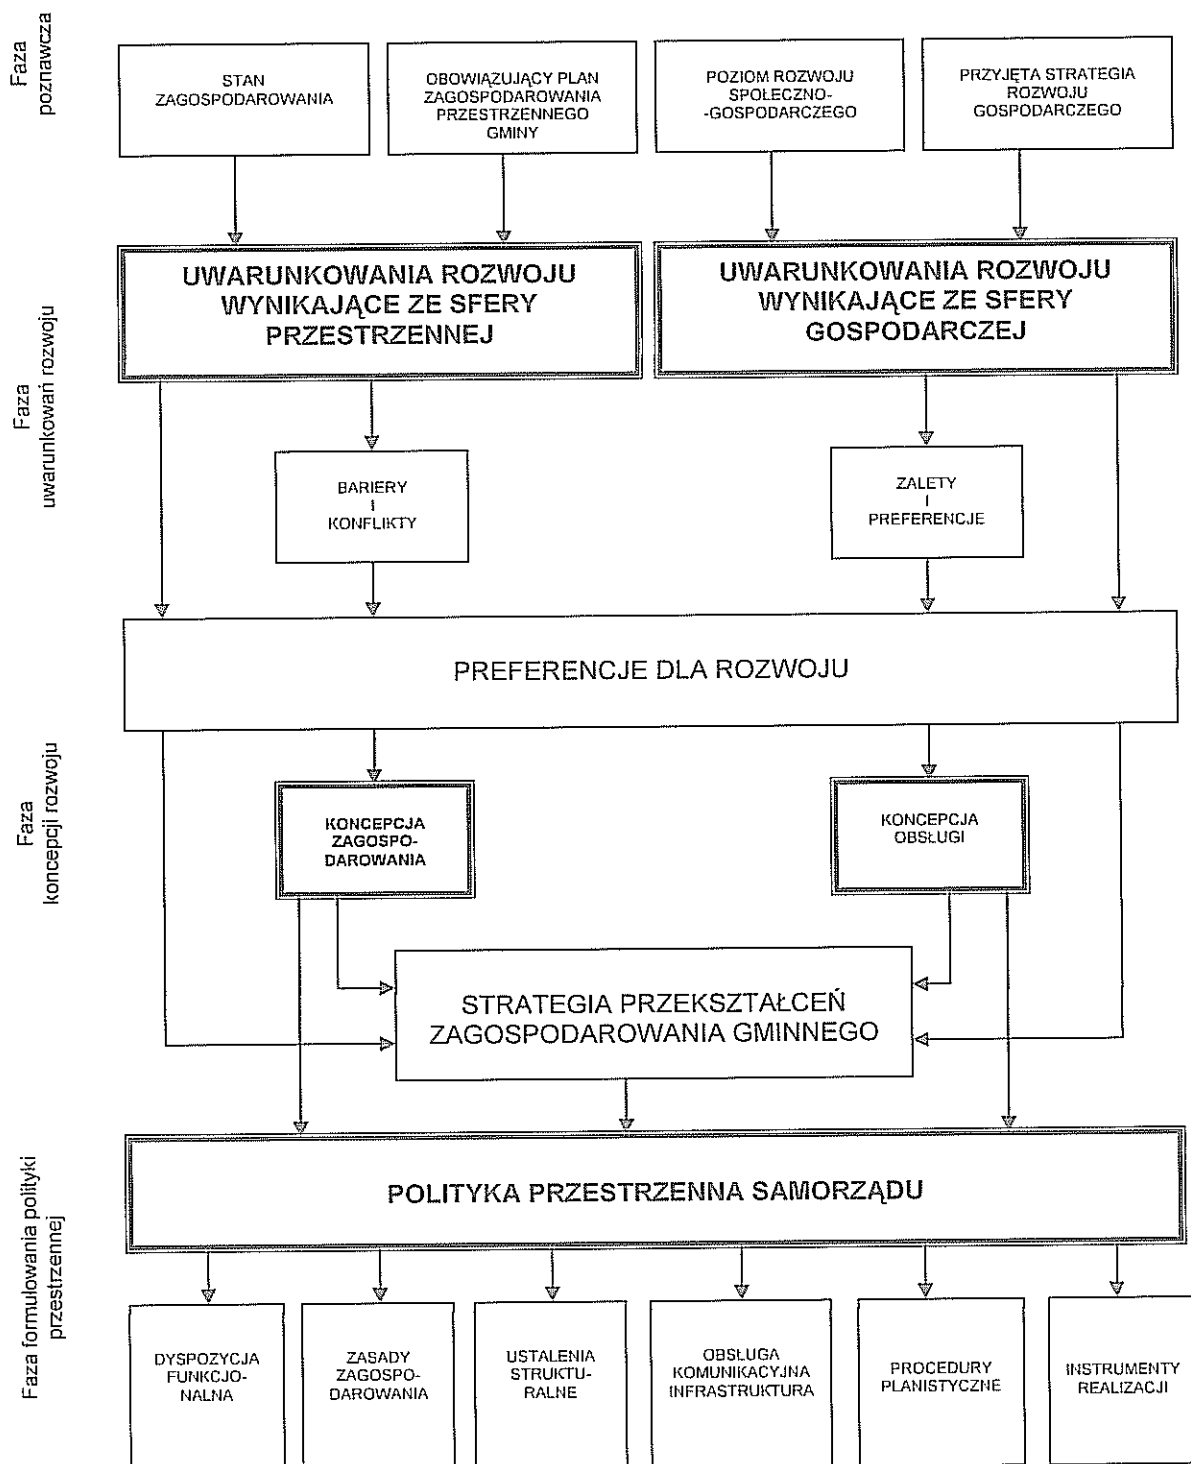 Faza
poznawcza
STAN
ZAGOSPODAROWANIA
OBOWIĄZUJĄCY PLAN
ZAGOSPODAROWANIA
PRZESTRZENNEGO
GMINY
POZIOM ROZWOJU
SPOŁECZNO-
-GOSPODARCZEGO
PRZYJĘTA STRATEGIA
ROZWOJU
GOSPODARCZEGO
Faza
uwarunkowań rozwoju
UWARUNKOWANIA ROZWOJU
WYNIKAJĄCE ZE SFERY
PRZESTRZENNEJ
UWARUNKOWANIA ROZWOJU
WYNIKAJĄCE ZE SFERY
GOSPODARCZEJ
BARIERY
I
KONFLIKTY
ZALETY
I
PREFERENCJE
PREFERENCJE DLA ROZWOJU
Faza
koncepcji rozwoju
KONCEPCJA
ZAGOSPO-
DAROWANIA
KONCEPCJA
OBSŁUGI
STRATEGIA PRZEKSZTAŁCEŃ
ZAGOSPODAROWANIA GMINNEGO
Faza formułowania polityki
przestrzennej
POLITYKA PRZESTRZENNA SAMORZĄDU
DYSPOZYCJA
FUNKCJO-
NALNA
ZASADY
ZAGOSPO-
DAROWANIA
USTALENIA
STRUKTU-
RALNE
OBSŁUGA
KOMUNIKACYJNA
INFRASTRUKTURA
PROCEDURY
PLANISTYCZNE
INSTRUMENTY
REALIZACJI